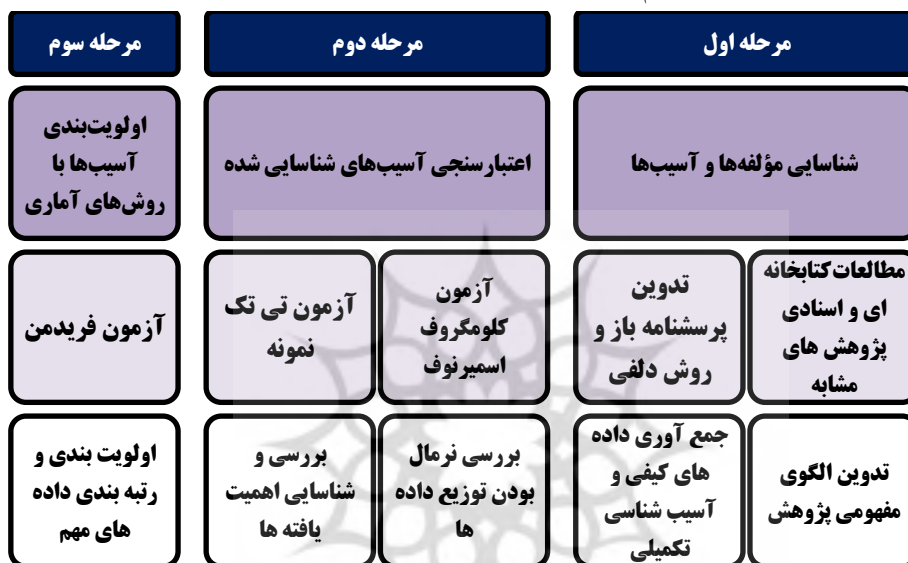 مرحله اول
مرحله دوم
مرحله سوم
شناسایی مؤلفه‌ها و آسیب‌ها
اعتبارسنجی آسیب‌های شناسایی شده
اولویت‌بندی
آسیب‌ها با
روش‌های آماری
مطالعات کتابخانه
ای و اسنادی
پژوهش های
مشابه
تدوین
پرسشنامه باز و
روش دلفی
آزمون
کلومگروف
اسمیرنوف
آزمون تی تک
نمونه
آزمون فریدمن
تدوین الگوی
مفهومی پژوهش
جمع آوری داده
های کیفی و
آسیب شناسی
تکمیلی
بررسی نرمال
بودن توزیع داده
ها
بررسی و
شناسایی اهمیت
یافته ها
اولویت بندی و
رتبه بندی داده
های مهم